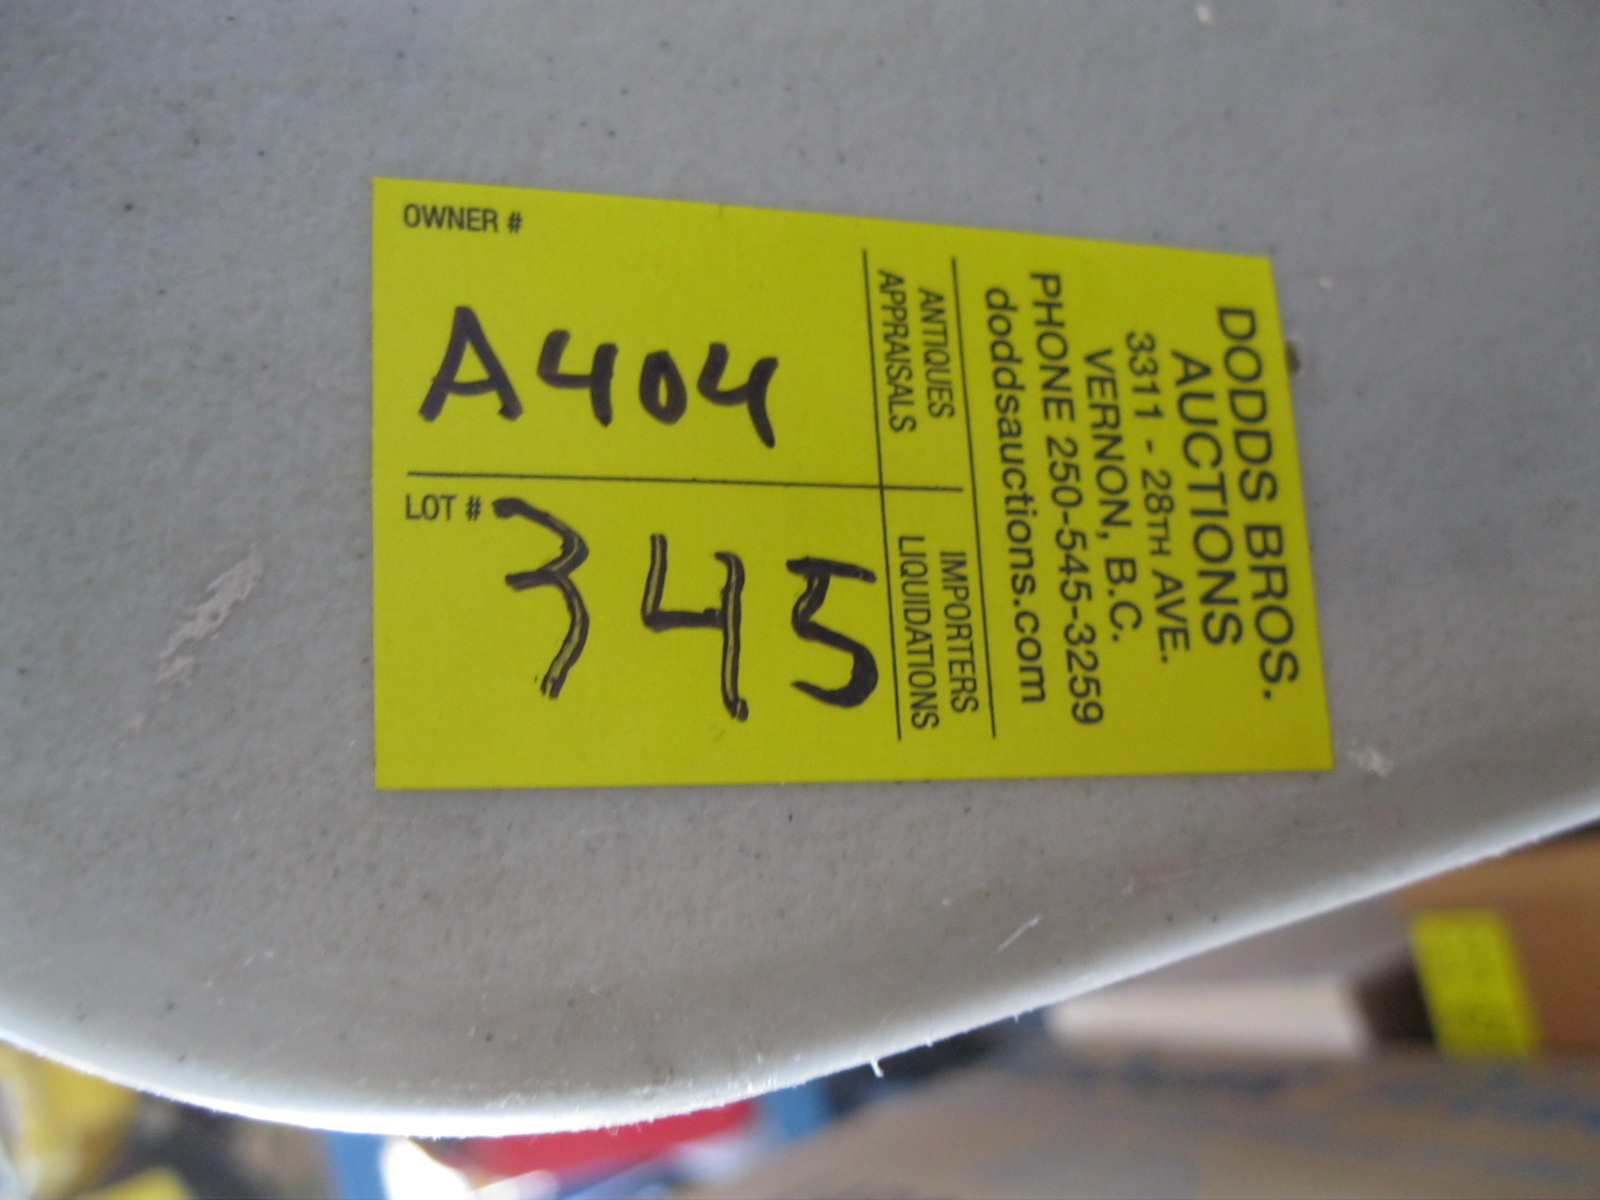 DODDS BROS.
AUCTIONS
3311 - 28TH AVE.
VERNON, B.C.
PHONE 250-545-3259
doddsauctions.com
ANTIQUES
APPRAISALS
IMPORTERS
LIQUIDATIONS
OWNER #
A404
LOT #
345